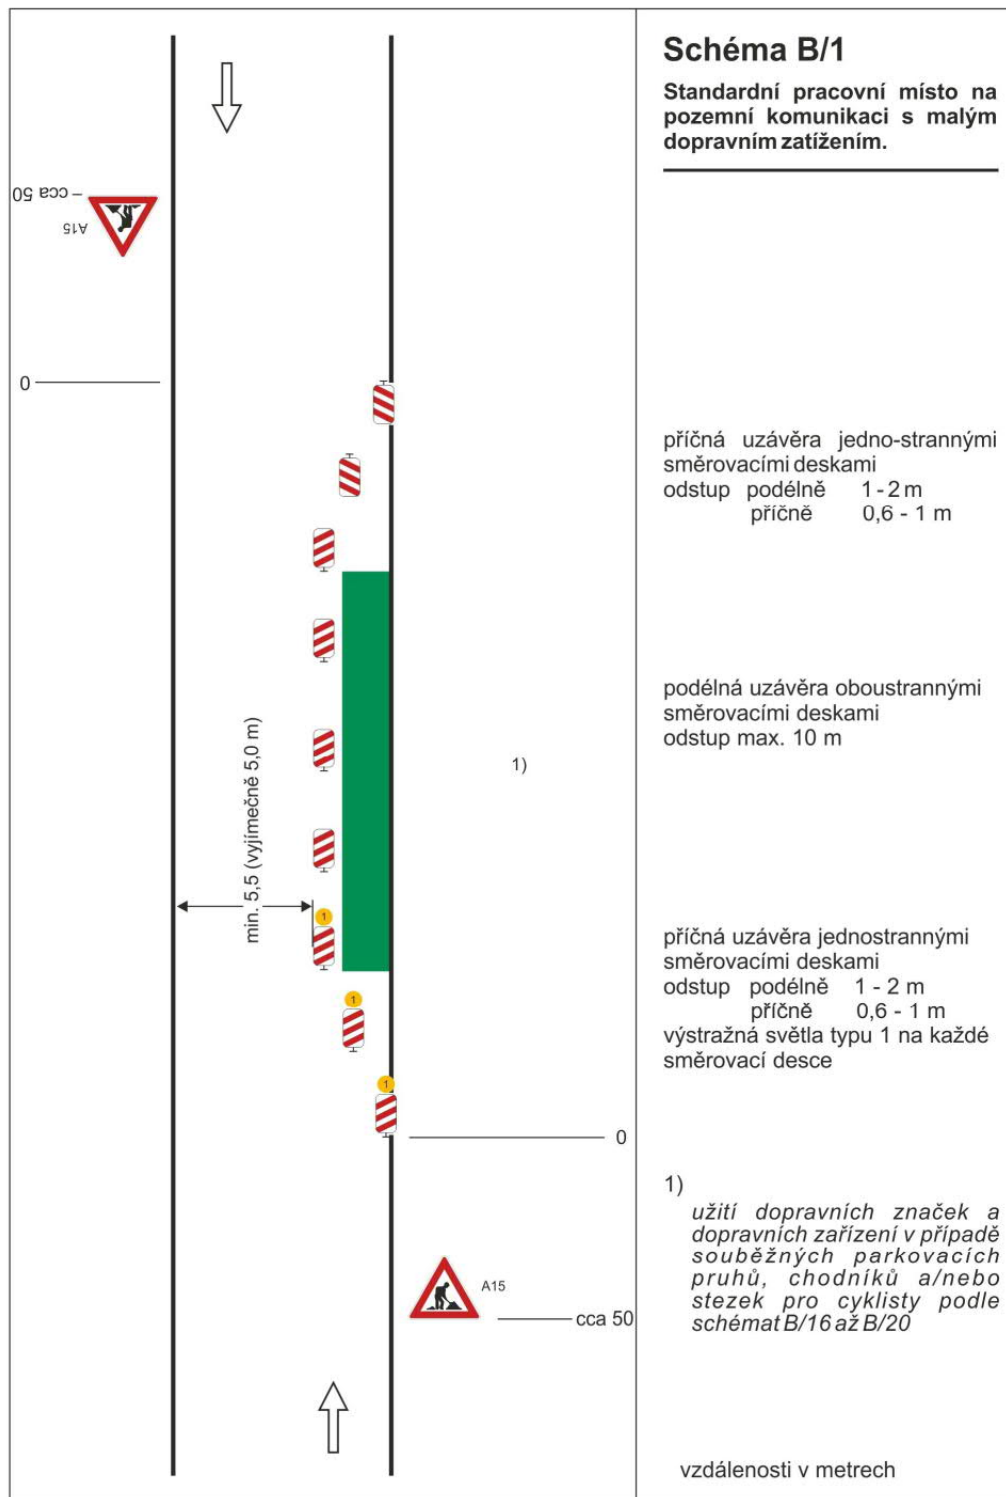 Schéma B/1
Standardní pracovní místo na
pozemní komunikaci s malým
dopravním zatížením.
cca 50
A15
0
příčná uzávěra jedno-strannými
směrovacími deskami
odstup podélně 1 - 2 m
příčně 0,6 - 1 m
podélná uzávěra oboustrannými
směrovacími deskami
odstup max. 10 m
min. 5,5 (vyjímečně 5,0 m)
1)
1
1
1
příčná uzávěra jednostrannými
směrovacími deskami
odstup podélně 1 - 2 m
příčně 0,6 - 1 m
výstražná světla typu 1 na každé
směrovací desce
0
1)
užití dopravních značek a
dopravních zařízení v případě
souběžných parkovacích
pruhů, chodníků a/nebo
stezek pro cyklisty podle
schémat B/16 až B/20
A15
cca 50
vzdálenosti v metrech